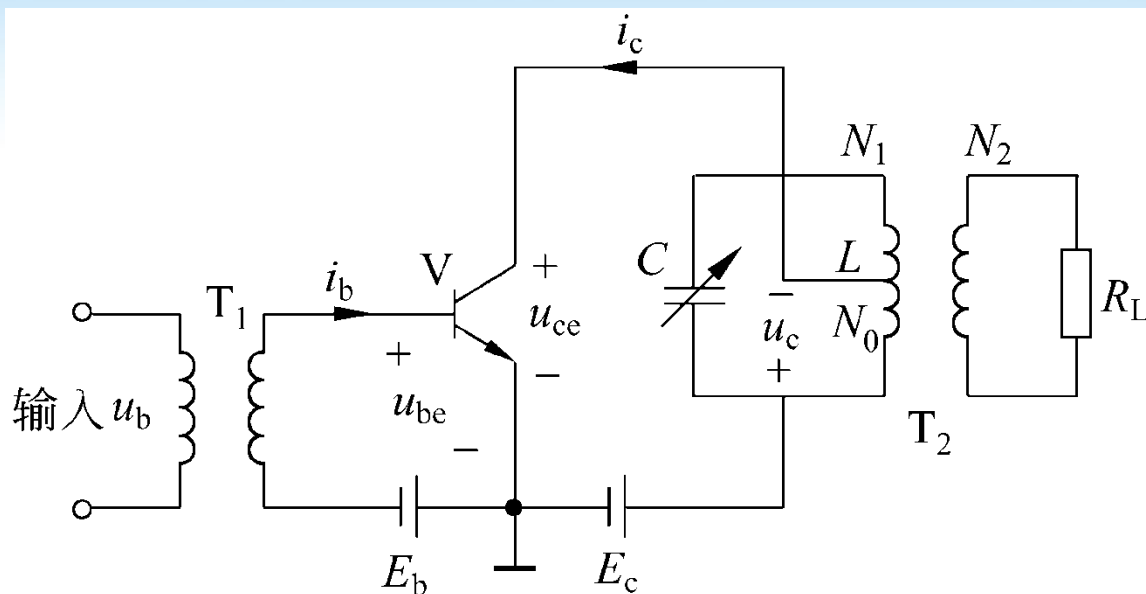 i_c
N_1
N_2
C
L
R_L
V
+
i_b
T_1
u_ce
−
u_c
N_0
+
+
−
u_be
T_2
输入 u_b
−
E_b
E_c